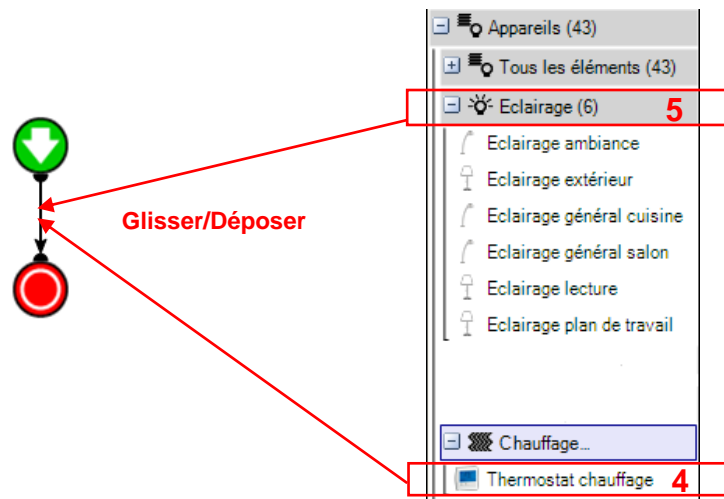 Appareils (43)
Tous les éléments (43)
Eclairage (6) 5
Eclairage ambiance
Eclairage extérieur
Glisser/Déposer
Eclairage général cuisine
Eclairage général salon
Eclairage lecture
Eclairage plan de travail
Chauffage...
Thermostat chauffage 4